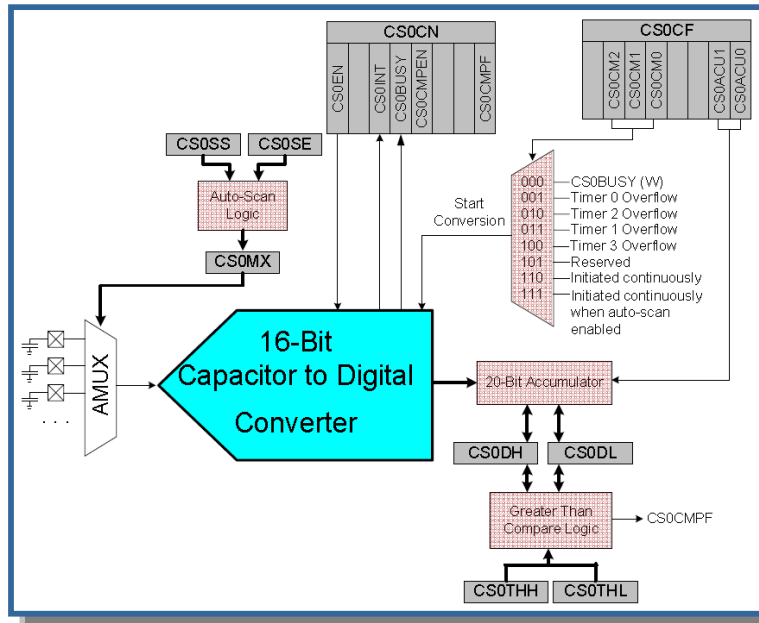 CS0CN
CS0EN
CS0INT
CS0BUSY
CS0CMPEN
CS0CMPF
CS0CF
CS0CM2
CS0CM1
CS0CM0
CS0ACU1
CS0ACU0
CS0SS
CS0SE
Auto-Scan
Logic
CS0MX
Start
Conversion
000 CS0BUSY (W)
001 Timer 0 Overflow
010 Timer 2 Overflow
011 Timer 1 Overflow
100 Timer 3 Overflow
101 Reserved
110 Initiated continuously
111 Initiated continuously
when auto-scan
enabled
AMUX
. . .
16-Bit
Capacitor to Digital
Converter
20-Bit Accumulator
CS0DH
CS0DL
Greater Than
Compare Logic
CS0CMPF
CS0THH
CS0THL